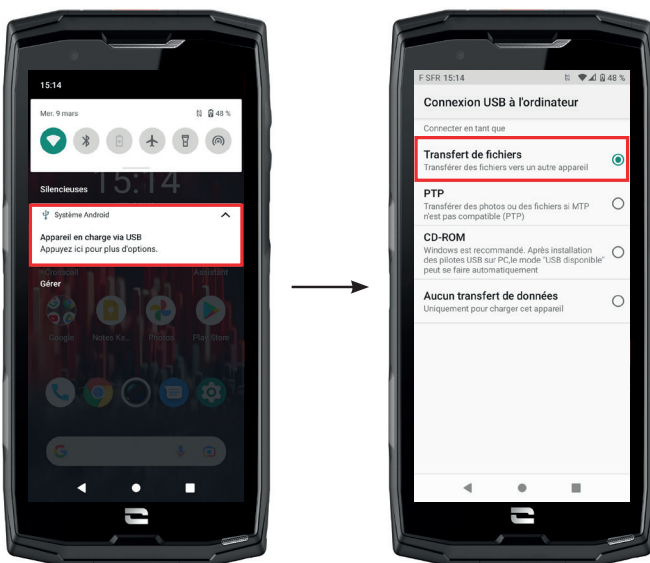 15:14
Mer. 9 mars
48 %
15:14
Silencieuses
Système Android
Appareil en charge via USB
Appuyez ici pour plus d'options.
Crosscall
Assistant
Gérer
Google
Notes Ke...
Photos
Play Store
F SFR 15:14
48 %
Connexion USB à l'ordinateur
Connecter en tant que
Transfert de fichiers
Transférer des fichiers vers un autre appareil
PTP
Transférer des photos ou des fichiers si MTP
n'est pas compatible (PTP)
CD-ROM
Windows est recommandé. Après installation
des pilotes USB sur PC,le mode "USB disponible"
peut se faire automatiquement
Aucun transfert de données
Uniquement pour charger cet appareil